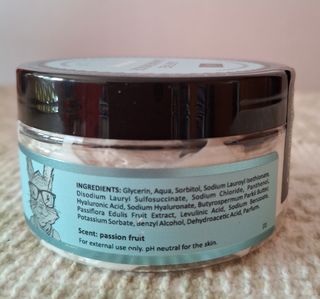 INGREDIENTS: Glycerin, Aqua, Sorbitol, Sodium Lauroyl Isethionate,
Disodium Lauryl Sulfosuccinate, Sodium Chloride, Panthenol,
Hyaluronic Acid, Sodium Hyaluronate, Butyrospermum Parkii Butter,
Passiflora Edulis Fruit Extract, Levulinic Acid, Sodium Benzoate,
Potassium Sorbate, Benzyl Alcohol, Dehydroacetic Acid, Parfum.
Scent: passion fruit
For external use only. pH neutral for the skin.